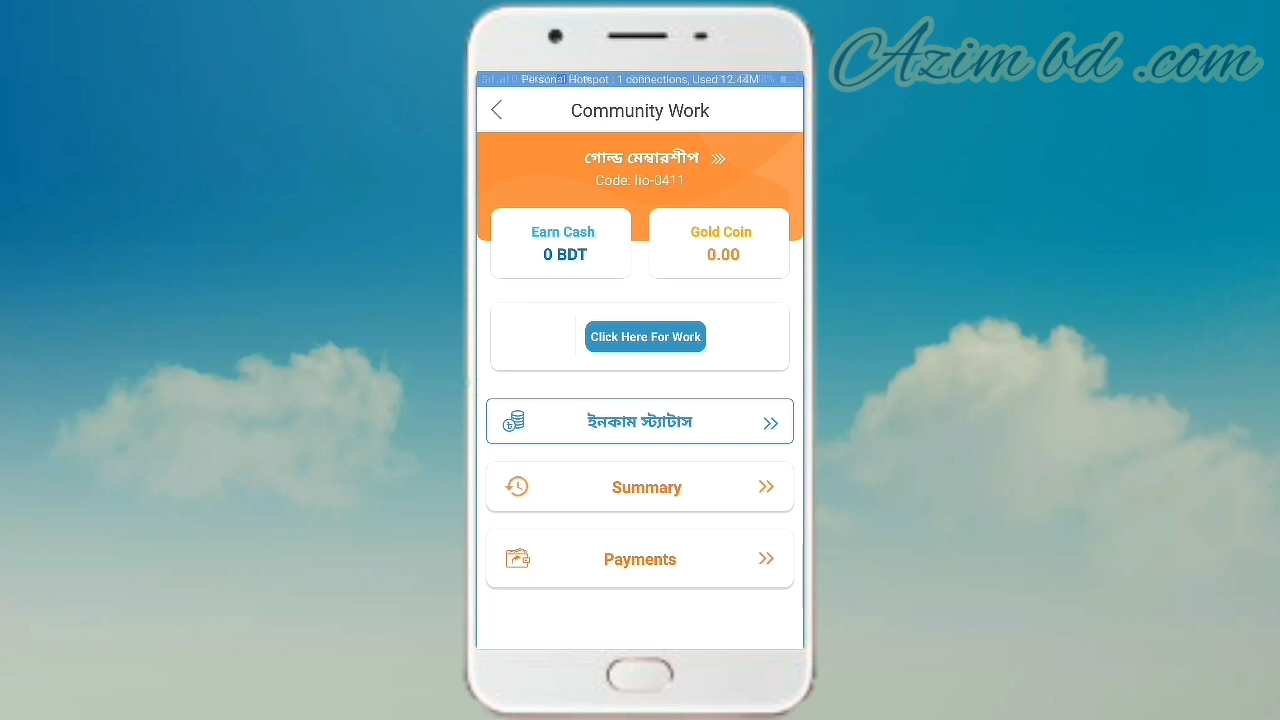 Azim bd .com
Personal Hotspot : 1 connections, Used 12.44M
Community Work
গোল্ড মেম্বারশীপ
Code: lio-0411
Earn Cash
Gold Coin
0 BDT
0.00
Click Here For Work
ইনকাম স্ট্যাটাস
Summary
Payments